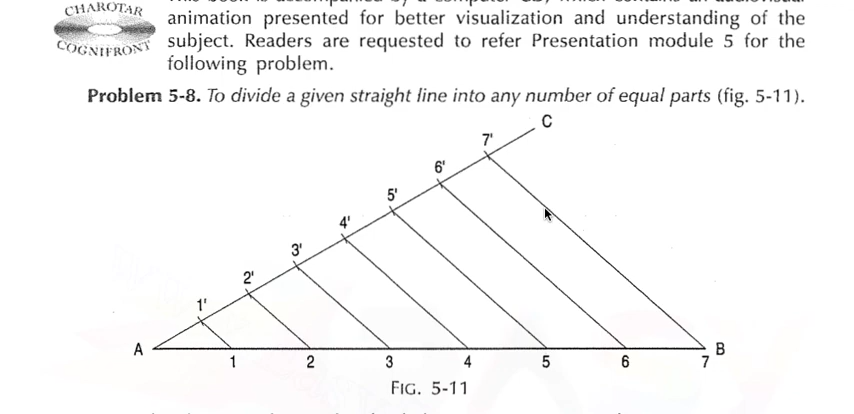 CHAROTAR
COGNIFRONT
animation presented for better visualization and understanding of the
subject. Readers are requested to refer Presentation module 5 for the
following problem.
Problem 5-8. To divide a given straight line into any number of equal parts (fig. 5-11).
C
7'
6'
5'
4'
3'
2'
1'
A
B
1 2 3 4 5 6 7
FIG. 5-11